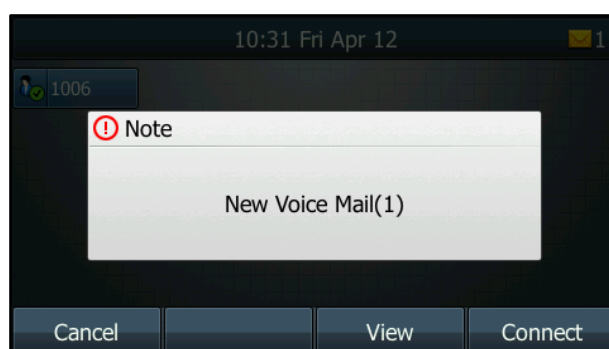 10:31 Fri Apr 12 1
1006
Note
New Voice Mail(1)
Cancel View Connect